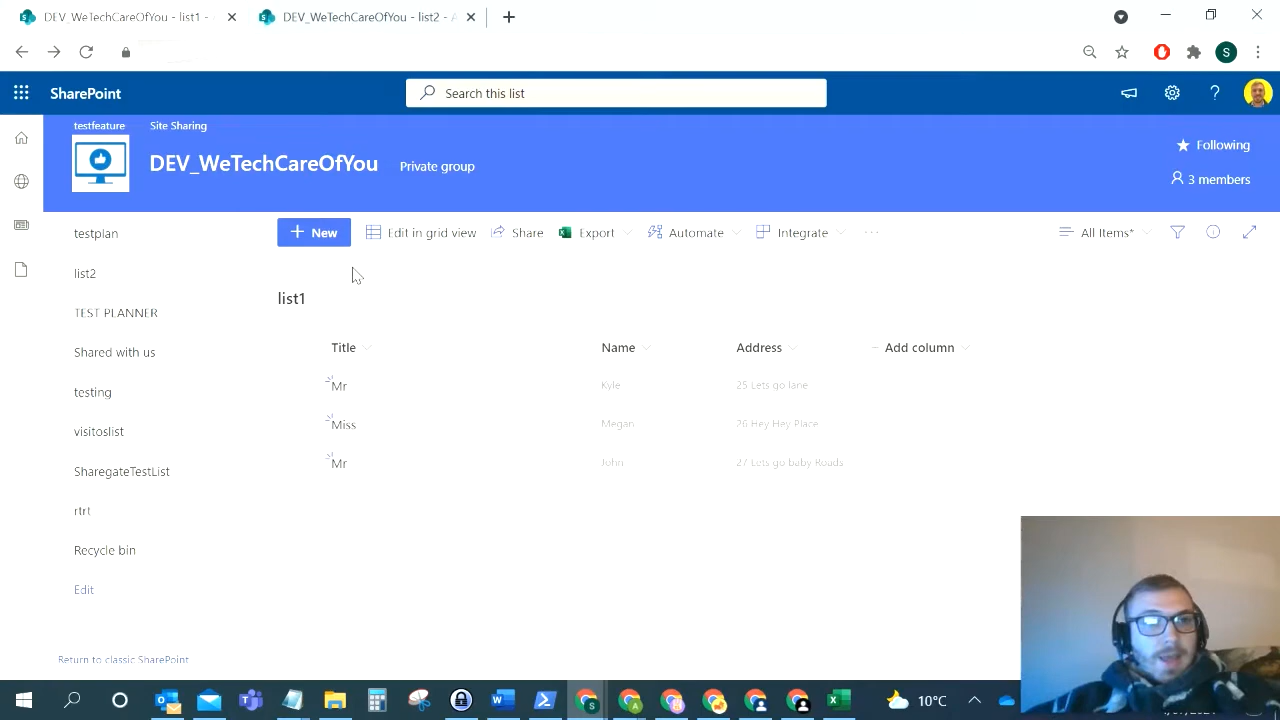 DEV_WeTechCareOfYou - list1 -
DEV_WeTechCareOfYou - list2 -
SharePoint
Search this list
testfeature
Site Sharing
DEV_WeTechCareOfYou
Private group
Following
3 members
New
Edit in grid view
Share
Export
Automate
Integrate
All Items*
testplan
list2
TEST PLANNER
Shared with us
testing
visitoslist
SharegateTestList
rtrt
Recycle bin
Edit
Return to classic SharePoint
list1
Title
Name
Address
Add column
Mr
Kyle
25 Lets go lane
Miss
Megan
26 Hey Hey Place
Mr
John
27 Lets go baby Rouds
10°C